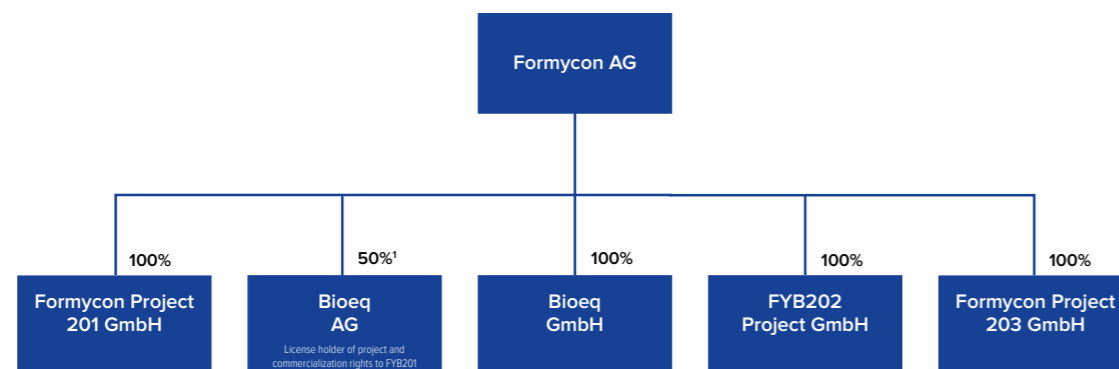 Formycon AG
100%
50%¹
100%
100%
100%
Formycon Project
201 GmbH
Bioeq
AG
License holder of project and
commercialization rights to FYB201
Bioeq
GmbH
FYB202
Project GmbH
Formycon Project
203 GmbH